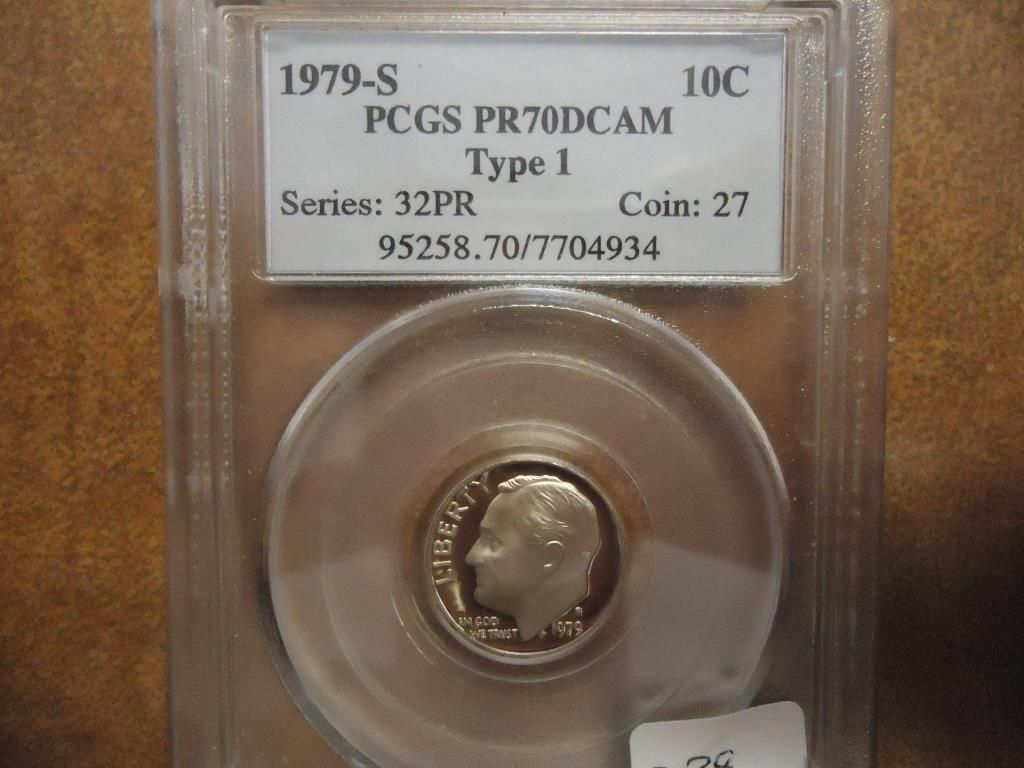 1979-S 10C
PCGS PR70DCAM
Type 1
Series: 32PR Coin: 27
95258.70/7704934
LIBERTY
IN GOD
WE TRUST
1979